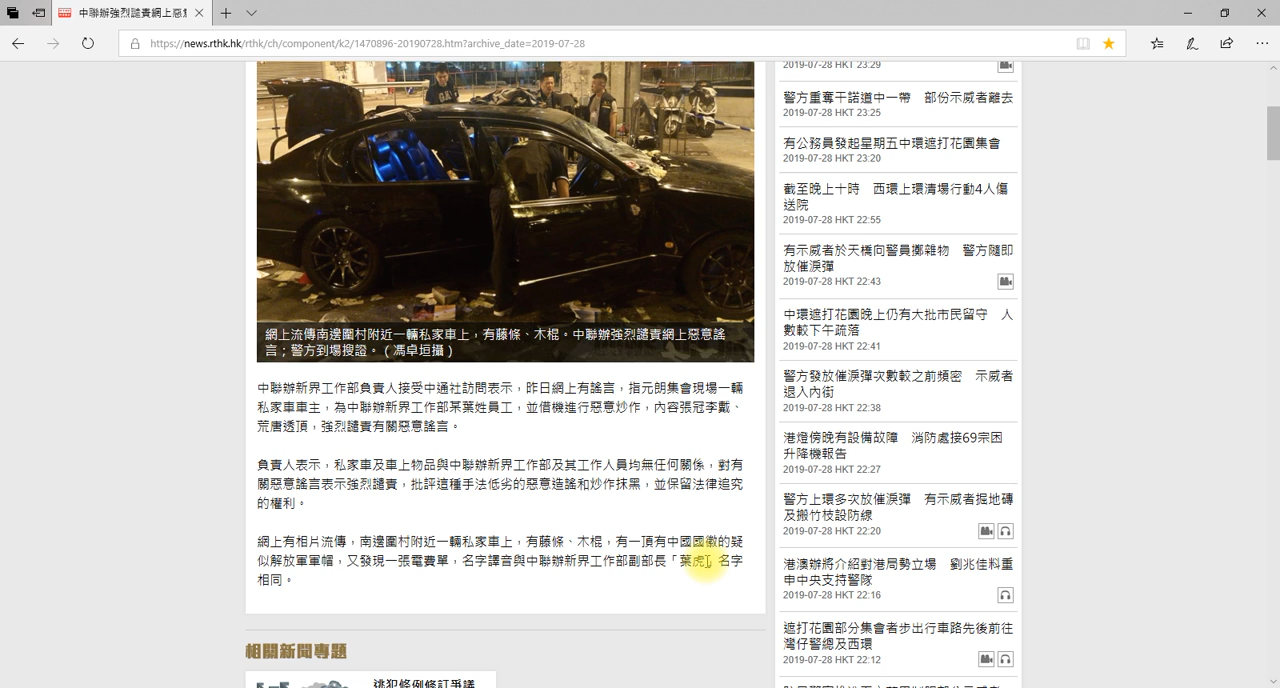 中聯辦強烈譴責網上惡意
https://news.rthk.hk/rthk/ch/component/k2/1470896-20190728.htm?archive_date=2019-07-28
網上流傳南邊圍村附近一輛私家車上，有藤條、木棍。中聯辦強烈譴責網上惡意謠
言；警方到場搜證。（馮卓垣攝）
中聯辦新界工作部負責人接受中通社訪問表示，昨日網上有謠言，指元朗集會現場一輛
私家車車主，為中聯辦新界工作部某葉姓員工，並借機進行惡意炒作，內容張冠李戴、
荒唐透頂，強烈譴責有關惡意謠言。
負責人表示，私家車及車上物品與中聯辦新界工作部及其工作人員均無任何關係，對有
關惡意謠言表示強烈譴責，批評這種手法低劣的惡意造謠和炒作抹黑，並保留法律追究
的權利。
網上有相片流傳，南邊圍村附近一輛私家車上，有藤條、木棍，有一頂有中國國徽的疑
似解放軍軍帽，又發現一張電費單，名字譯音與中聯辦新界工作部副部長「葉虎」名字
相同。
相關新聞專題
逃犯條例修訂爭議
2019-07-28 HKT 23:29
警方重奪干諾道中一帶　部份示威者離去
2019-07-28 HKT 23:25
有公務員發起星期五中環遮打花園集會
2019-07-28 HKT 23:20
截至晚上十時　西環上環濤場行動4人傷
送院
2019-07-28 HKT 22:55
有示威者於天橋向警員擲雜物　警方隨即
放催淚彈
2019-07-28 HKT 22:43
中環遮打花園晚上仍有大批市民留守　人
數較下午疏落
2019-07-28 HKT 22:41
警方發放催淚彈次數較之前頻密　示威者
退入內街
2019-07-28 HKT 22:38
港燈傍晚有設備故障　消防處接69宗困
升降機報告
2019-07-28 HKT 22:27
警方上環多次放催淚彈　有示威者掘地磚
及搬竹枝設防線
2019-07-28 HKT 22:20
港澳辦將介紹對港局勢立場　劉兆佳料重
申中央支持警隊
2019-07-28 HKT 22:16
遮打花園部分集會者步出行車路先後前往
灣仔警總及西環
2019-07-28 HKT 22:12